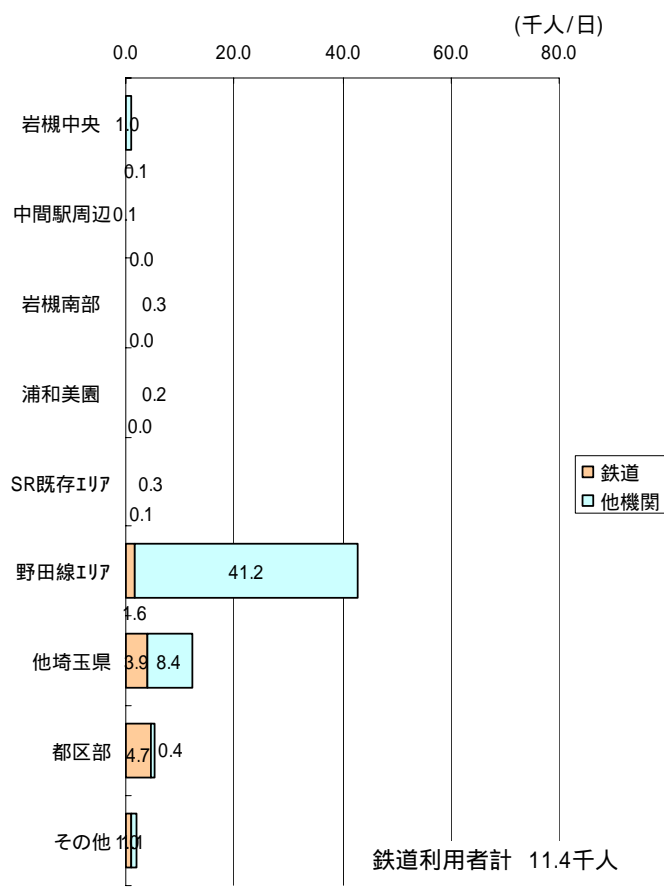 (千人/日)
0.0 20.0 40.0 60.0 80.0
岩槻中央 1.0
0.1
中間駅周辺 0.1
0.0
岩槻南部 0.3
0.0
浦和美園 0.2
0.0
SR既存エリア 0.3
0.1
鉄道
他機関
野田線エリア 41.2
1.6
他埼玉県 3.9 8.4
都区部 4.7 0.4
その他
鉄道利用者計 11.4千人